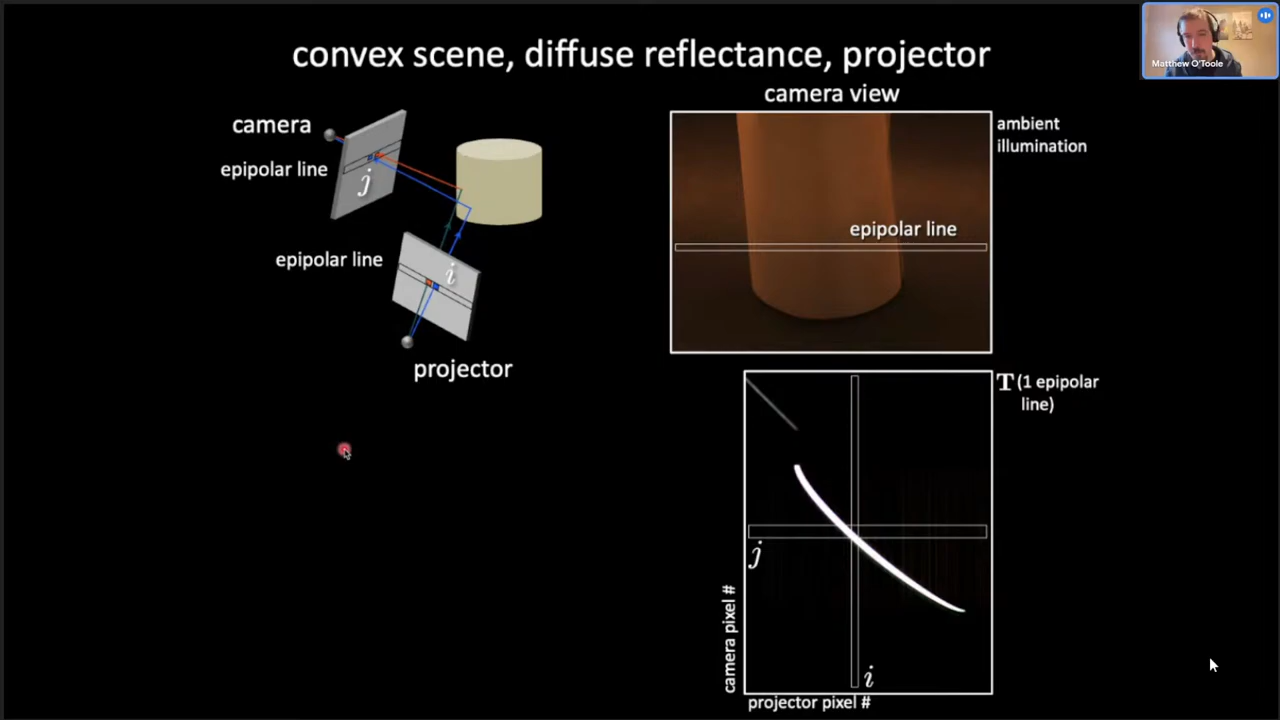 convex scene, diffuse reflectance, projector
Matthew O'Toole
camera
epipolar line
j
epipolar line
i
projector
camera view
ambient
illumination
epipolar line
T (1 epipolar
line)
j
camera pixel #
i
projector pixel #